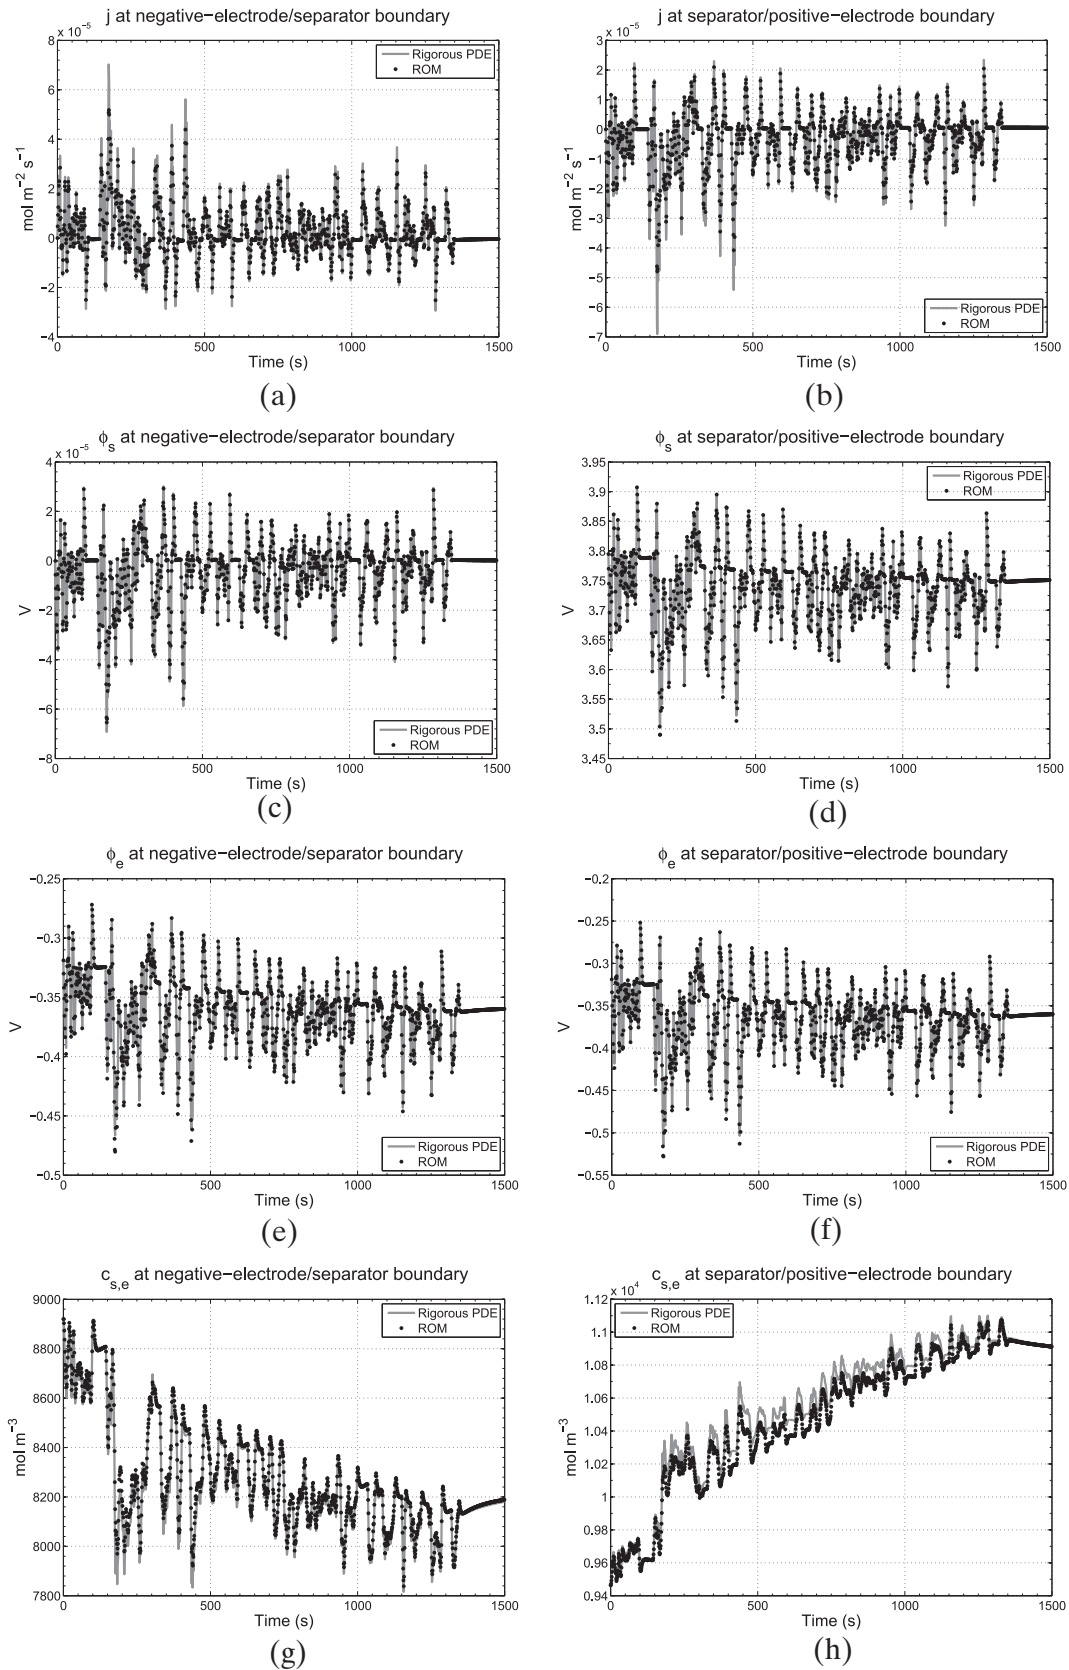 j at negative−electrode/separator boundary
x 10⁻⁵
8
6
4
2
0
−2
−4
mol m⁻² s⁻¹
Rigorous PDE
ROM
0
500
1000
1500
Time (s)
(a)
j at separator/positive−electrode boundary
x 10⁻⁵
3
2
1
0
−1
−2
−3
−4
−5
−6
−7
mol m⁻² s⁻¹
Rigorous PDE
ROM
0
500
1000
1500
Time (s)
(b)
ϕₛ at negative−electrode/separator boundary
x 10⁻⁵
4
2
0
−2
−4
−6
−8
V
Rigorous PDE
ROM
0
500
1000
1500
Time (s)
(c)
ϕₛ at separator/positive−electrode boundary
3.95
3.9
3.85
3.8
3.75
3.7
3.65
3.6
3.55
3.5
3.45
V
Rigorous PDE
ROM
0
500
1000
1500
Time (s)
(d)
ϕₑ at negative−electrode/separator boundary
−0.25
−0.3
−0.35
−0.4
−0.45
−0.5
V
Rigorous PDE
ROM
0
500
1000
1500
Time (s)
(e)
ϕₑ at separator/positive−electrode boundary
−0.2
−0.25
−0.3
−0.35
−0.4
−0.45
−0.5
−0.55
V
Rigorous PDE
ROM
0
500
1000
1500
Time (s)
(f)
c_{s,e} at negative−electrode/separator boundary
9000
8800
8600
8400
8200
8000
7800
mol m⁻³
Rigorous PDE
ROM
0
500
1000
1500
Time (s)
(g)
c_{s,e} at separator/positive−electrode boundary
x 10⁴
1.12
1.1
1.08
1.06
1.04
1.02
1
0.98
0.96
0.94
mol m⁻³
Rigorous PDE
ROM
0
500
1000
1500
Time (s)
(h)